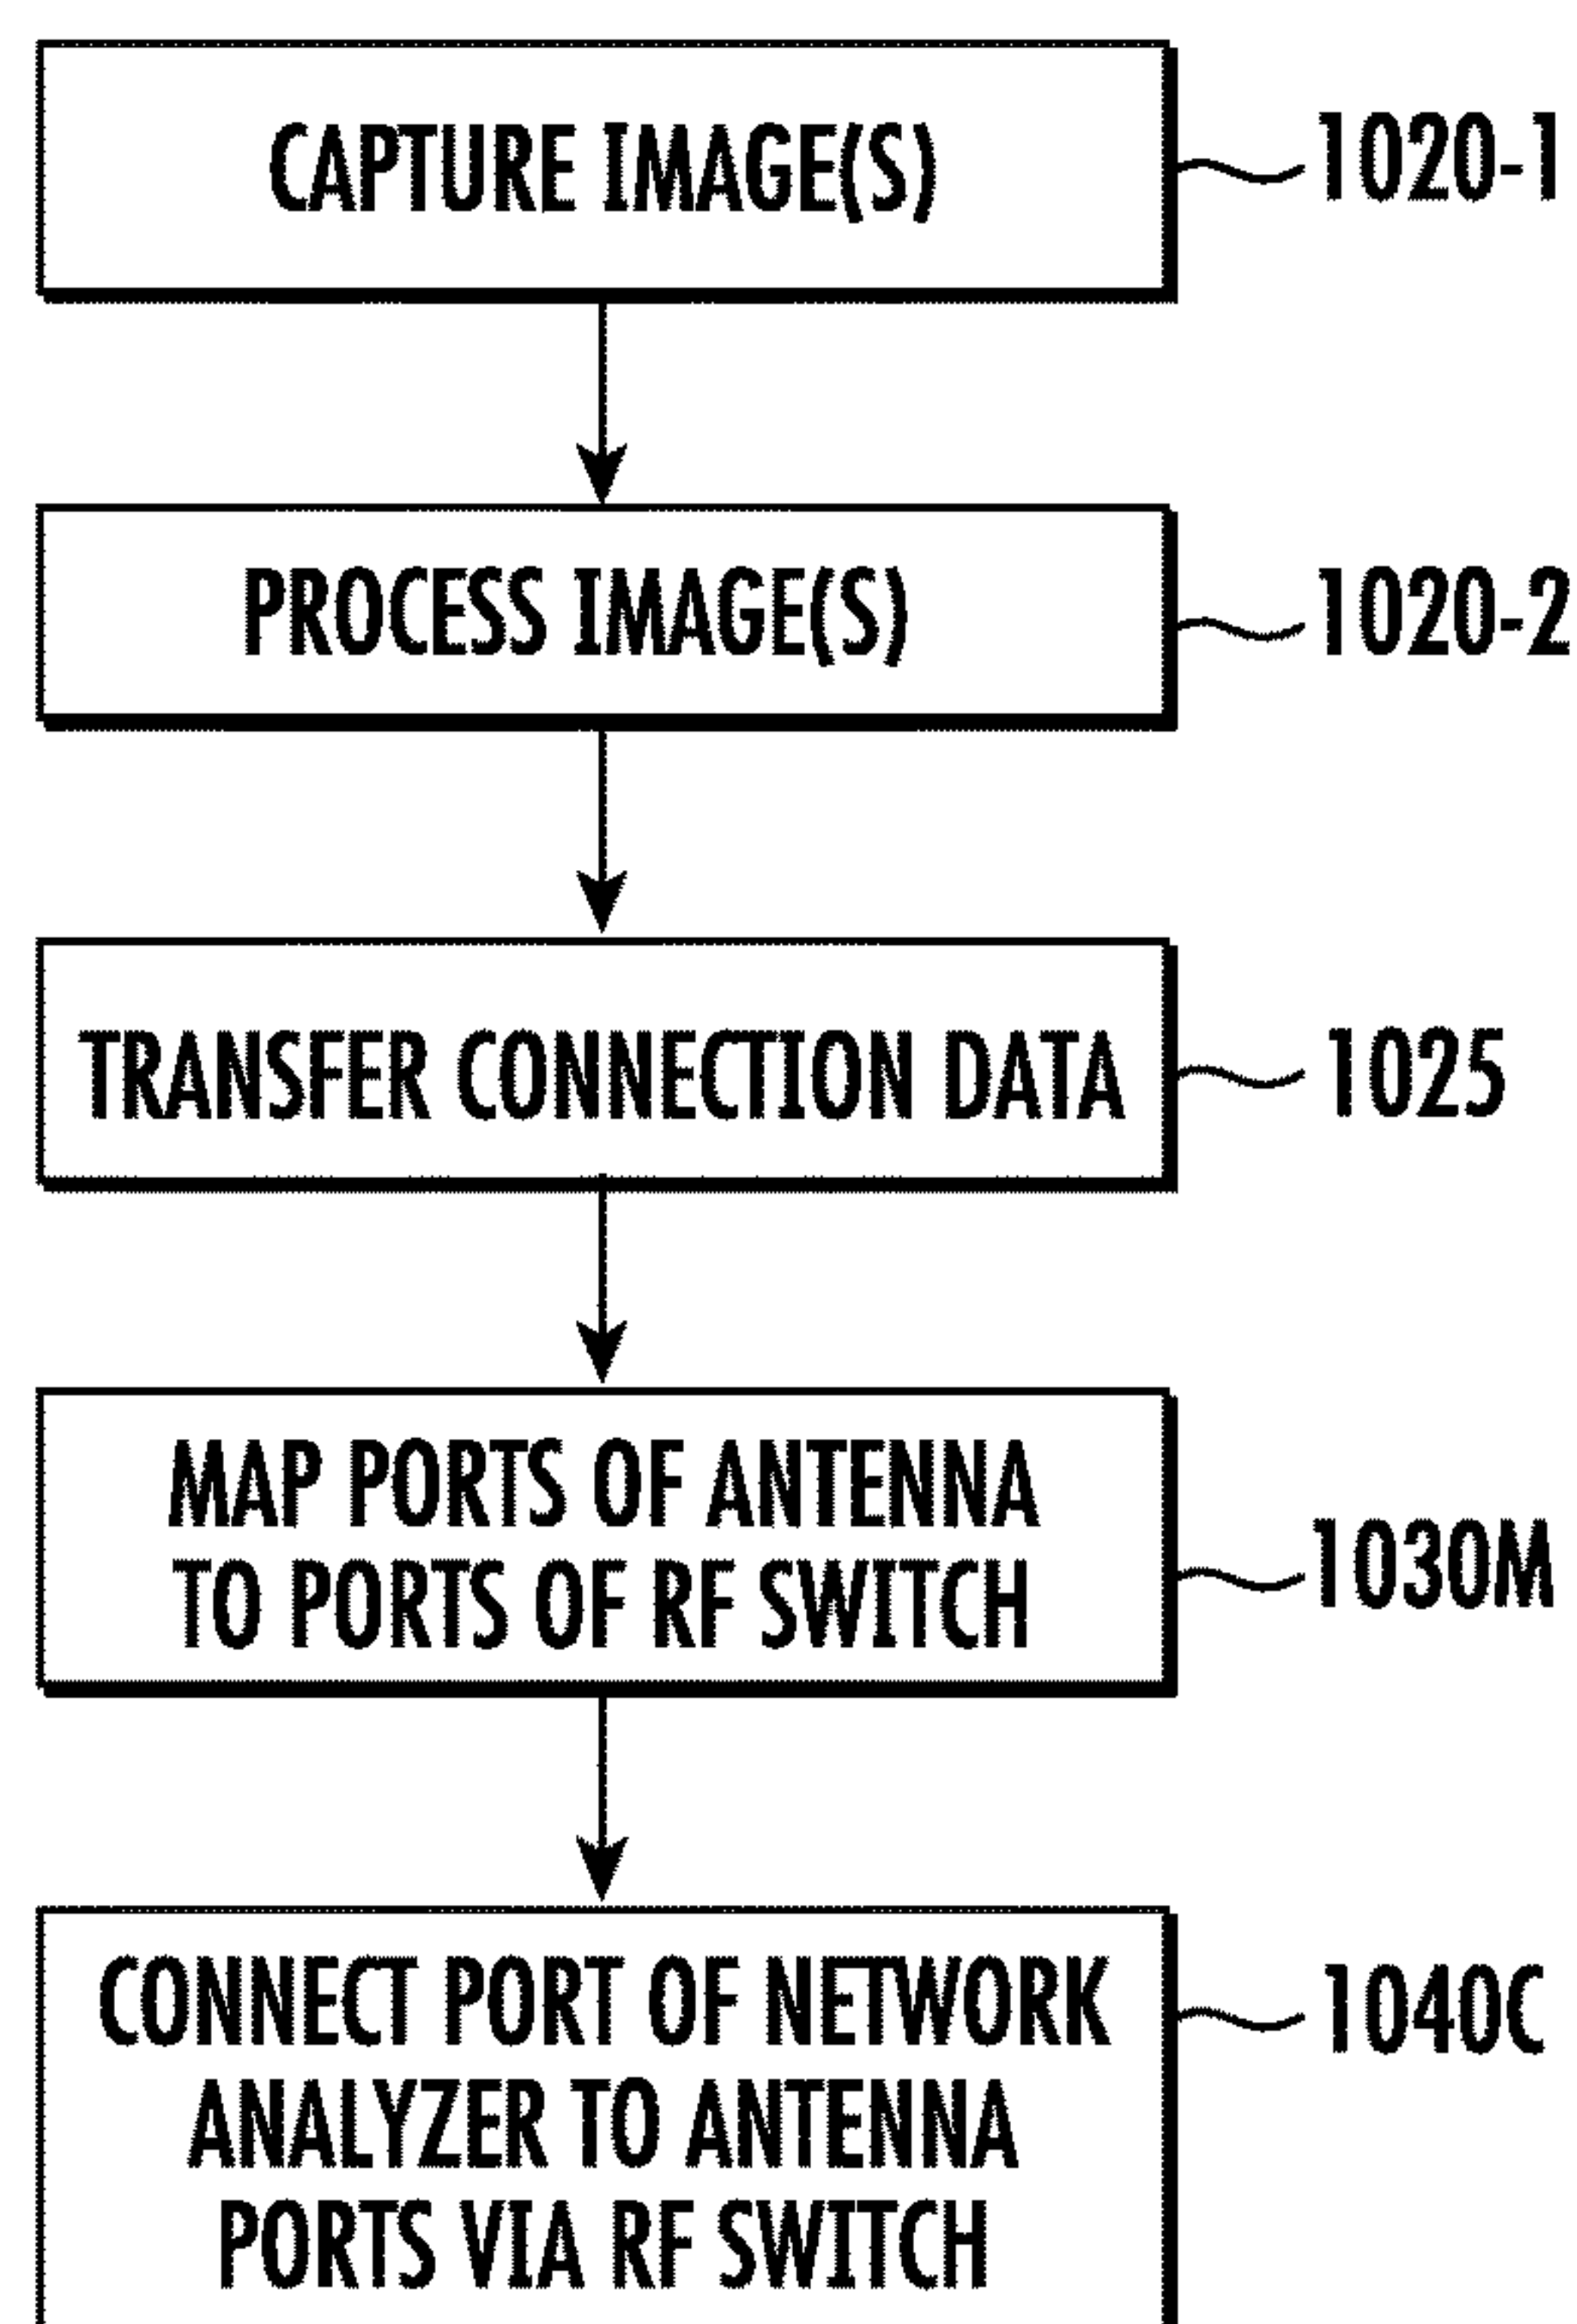 CAPTURE IMAGE(S)
1020-1
PROCESS IMAGE(S)
1020-2
TRANSFER CONNECTION DATA
1025
MAP PORTS OF ANTENNA
TO PORTS OF RF SWITCH
1030M
CONNECT PORT OF NETWORK
ANALYZER TO ANTENNA
PORTS VIA RF SWITCH
1040C